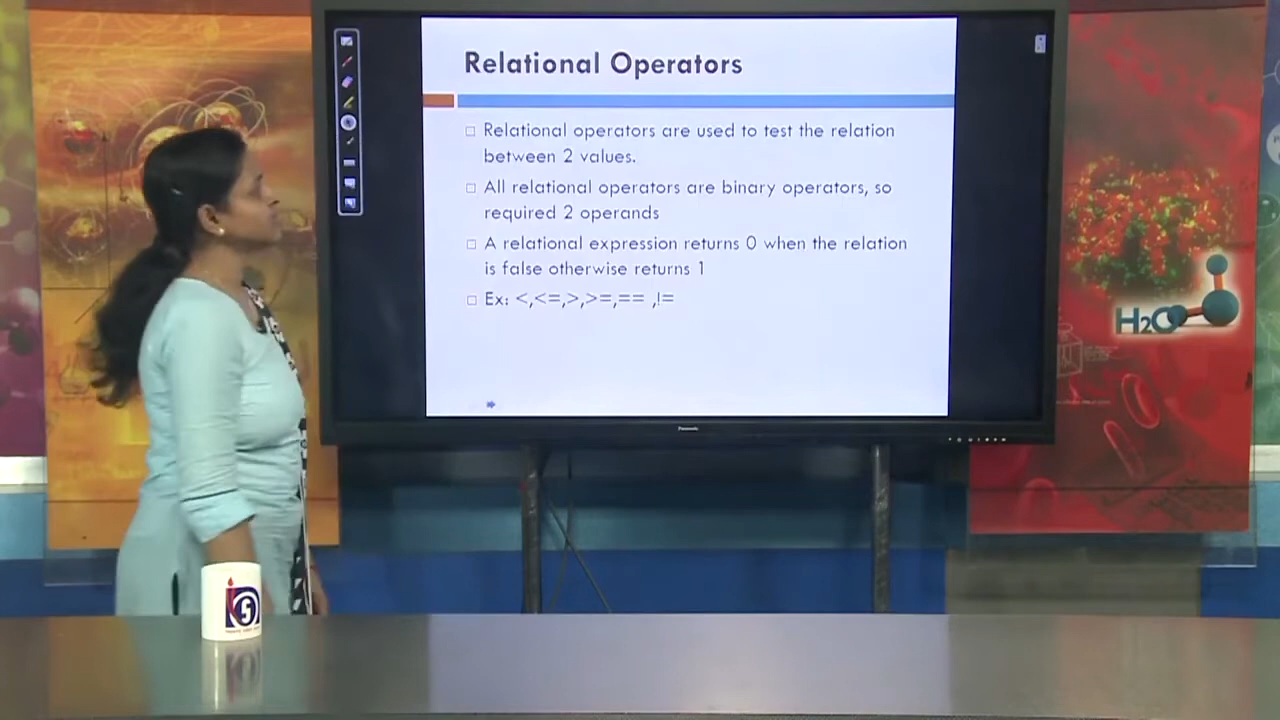 Relational Operators
Relational operators are used to test the relation
between 2 values.
All relational operators are binary operators, so
required 2 operands
A relational expression returns 0 when the relation
is false otherwise returns 1
Ex: <,<=,>,>=,== ,!=
H2O
Panasonic